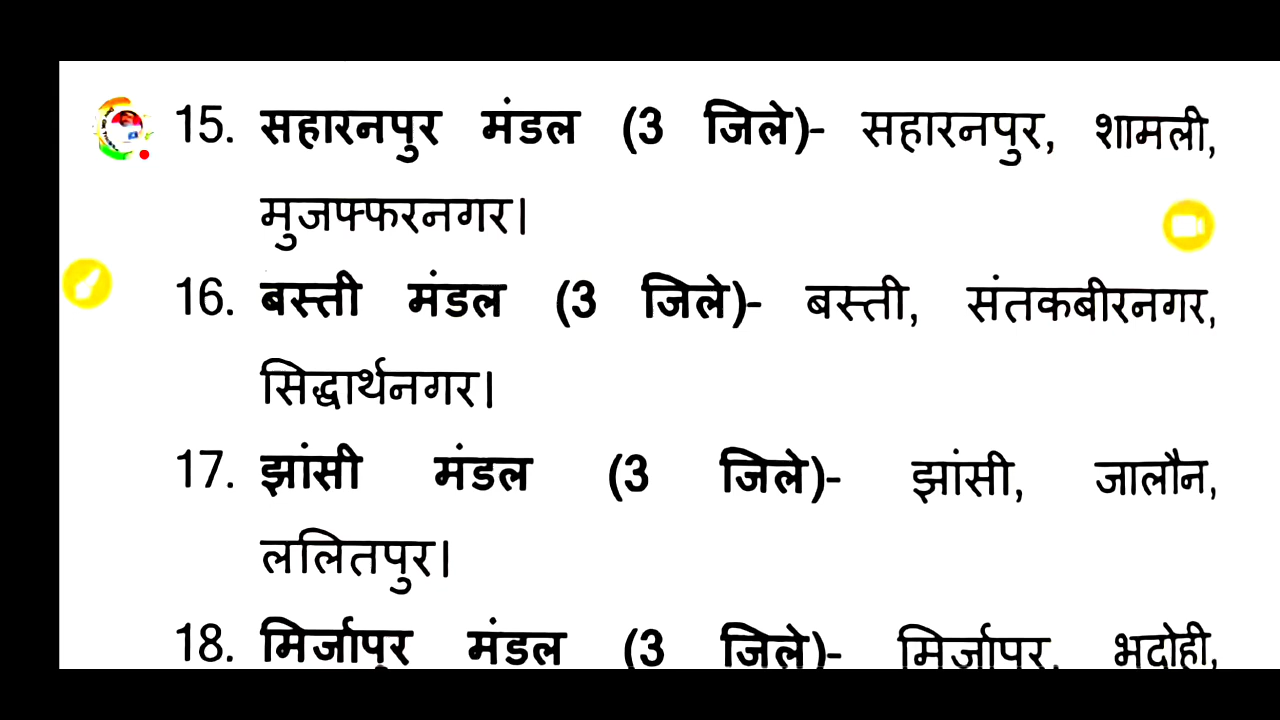 15. सहारनपुर मंडल (3 जिले)- सहारनपुर, शामली,
मुजफ्फरनगर।
16. बस्ती मंडल (3 जिले)- बस्ती, संतकबीरनगर,
सिद्धार्थनगर।
17. झांसी मंडल (3 जिले)- झांसी, जालौन,
ललितपुर।
18. मिर्जापुर मंडल (3 जिले)- मिर्जापुर, भदोही,